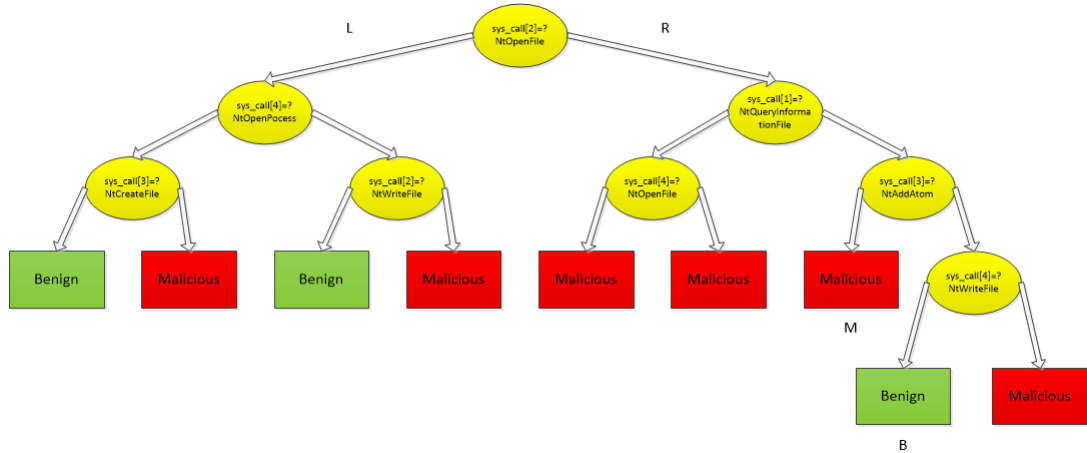 sys_call[2]=?
NtOpenFile
L
R
sys_call[4]=?
NtOpenPocess
sys_call[1]=?
NtQueryInforma
tionFile
sys_call[3]=?
NtCreateFile
sys_call[2]=?
NtWriteFile
sys_call[4]=?
NtOpenFile
sys_call[3]=?
NtAddAtom
Benign
Malicious
Benign
Malicious
Malicious
Malicious
Malicious
sys_call[4]=?
NtWriteFile
M
Benign
Malicious
B